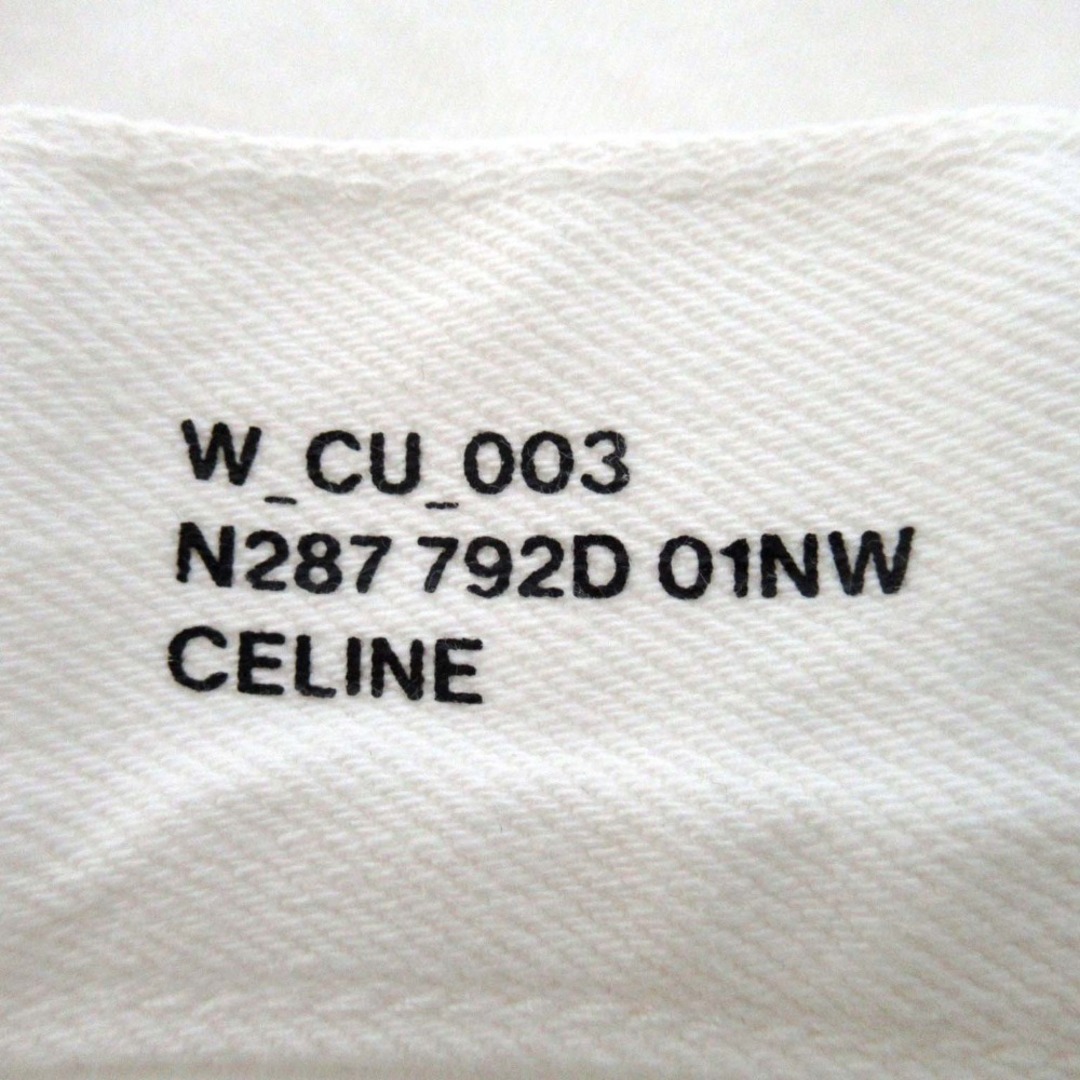 W_CU_003
N287 792D 01NW
CELINE